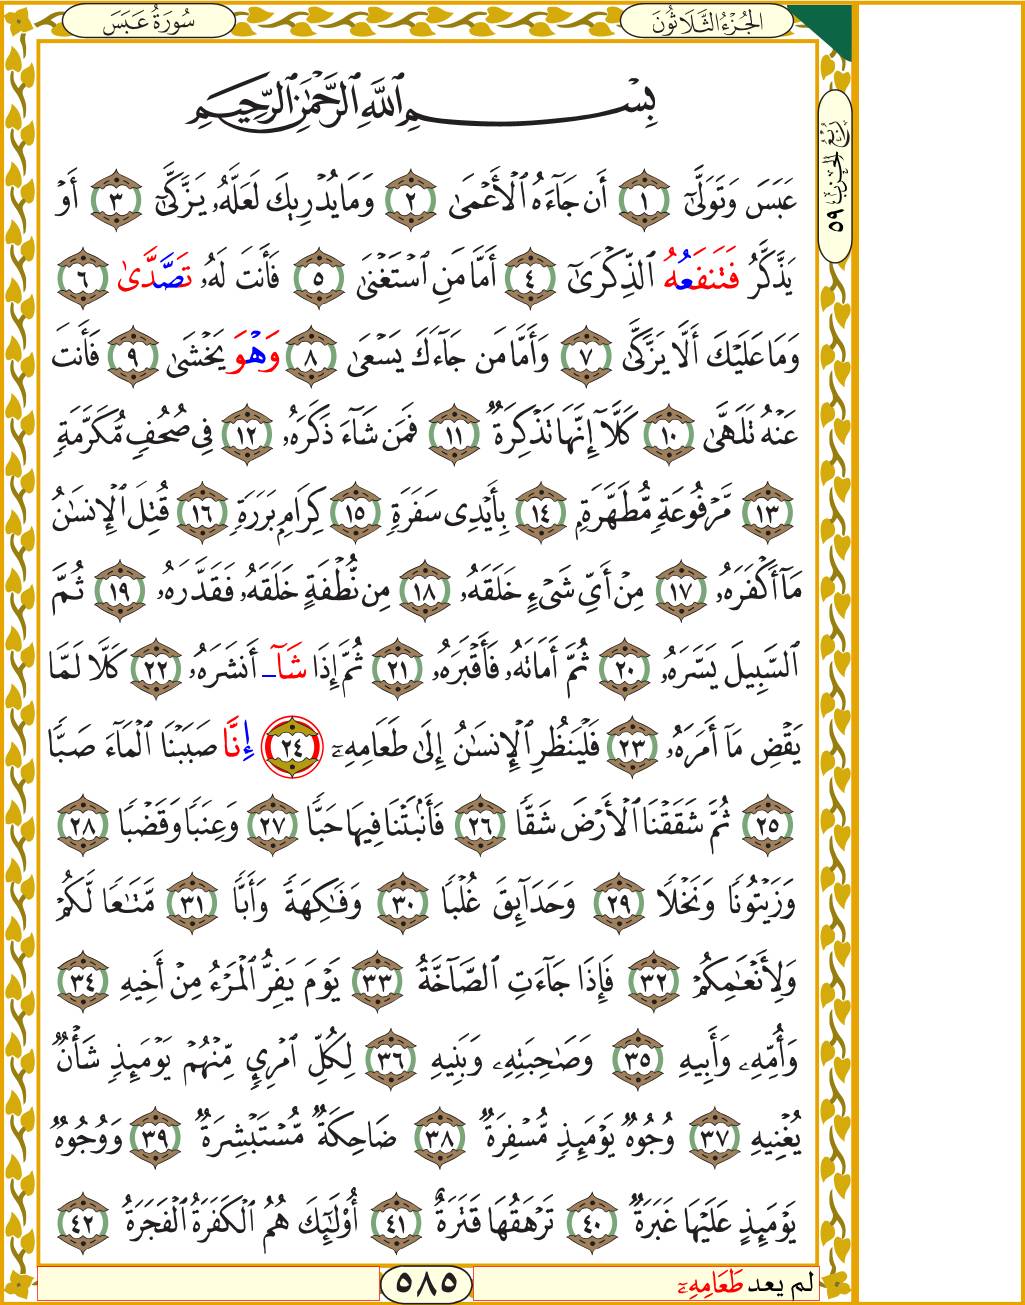 سُورَةُ عَبَسَ
الجُزْءُ الثَّلَاثُونَ
رُبْعُ الحِزْبِ ٥٩
بِسْمِ ٱللَّهِ ٱلرَّحْمَٰنِ ٱلرَّحِيمِ
عَبَسَ وَتَوَلَّىٰٓ ١ أَن جَآءَهُ ٱلْأَعْمَىٰ ٢ وَمَا يُدْرِيكَ لَعَلَّهُۥ يَزَّكَّىٰٓ ٣ أَوْ
يَذَّكَّرُ فَتَنفَعُهُ ٱلذِّكْرَىٰٓ ٤ أَمَّا مَنِ ٱسْتَغْنَىٰ ٥ فَأَنتَ لَهُۥ تَصَّدَّىٰ ٦
وَمَا عَلَيْكَ أَلَّا يَزَّكَّىٰ ٧ وَأَمَّا مَن جَآءَكَ يَسْعَىٰ ٨ وَهْوَ يَخْشَىٰ ٩ فَأَنتَ
عَنْهُ تَلَهَّىٰ ١٠ كَلَّآ إِنَّهَا تَذْكِرَةٌ ١١ فَمَن شَآءَ ذَكَرَهُۥ ١٢ فِي صُحُفٍ مُّكَرَّمَةٍ
١٣ مَّرْفُوعَةٍ مُّطَهَّرَةٍۭ ١٤ بِأَيْدِي سَفَرَةٍ ١٥ كِرَامٍۭ بَرَرَةٍ ١٦ قُتِلَ ٱلْإِنسَٰنُ
مَآ أَكْفَرَهُۥ ١٧ مِنْ أَيِّ شَيْءٍ خَلَقَهُۥ ١٨ مِن نُّطْفَةٍ خَلَقَهُۥ فَقَدَّرَهُۥ ١٩ ثُمَّ
ٱلسَّبِيلَ يَسَّرَهُۥ ٢٠ ثُمَّ أَمَاتَهُۥ فَأَقْبَرَهُۥ ٢١ ثُمَّ إِذَا شَآ أَنشَرَهُۥ ٢٢ كَلَّا لَمَّا
يَقْضِ مَآ أَمَرَهُۥ ٢٣ فَلْيَنظُرِ ٱلْإِنسَٰنُ إِلَىٰ طَعَامِهِۦٓ ٢٤ إِنَّا صَبَبْنَا ٱلْمَآءَ صَبًّا
٢٥ ثُمَّ شَقَقْنَا ٱلْأَرْضَ شَقًّا ٢٦ فَأَنۢبَتْنَا فِيهَا حَبًّا ٢٧ وَعِنَبًا وَقَضْبًا ٢٨
وَزَيْتُونًا وَنَخْلًا ٢٩ وَحَدَآئِقَ غُلْبًا ٣٠ وَفَٰكِهَةً وَأَبًّا ٣١ مَّتَٰعًا لَّكُمْ
وَلِأَنْعَٰمِكُمْ ٣٢ فَإِذَا جَآءَتِ ٱلصَّآخَّةُ ٣٣ يَوْمَ يَفِرُّ ٱلْمَرْءُ مِنْ أَخِيهِ ٣٤
وَأُمِّهِۦ وَأَبِيهِ ٣٥ وَصَٰحِبَتِهِۦ وَبَنِيهِ ٣٦ لِكُلِّ ٱمْرِيٍٕ مِّنْهُمْ يَوْمَئِذٍ شَأْنٌ
يُغْنِيهِ ٣٧ وُجُوهٌ يَوْمَئِذٍ مُّسْفِرَةٌ ٣٨ ضَاحِكَةٌ مُّسْتَبْشِرَةٌ ٣٩ وَوُجُوهٌ
يَوْمَئِذٍ عَلَيْهَا غَبَرَةٌ ٤٠ تَرْهَقُهَا قَتَرَةٌ ٤١ أُوْلَٰٓئِكَ هُمُ ٱلْكَفَرَةُ ٱلْفَجَرَةُ ٤٢
لم يعد طَعَامِهِۦٓ
٥٨٥